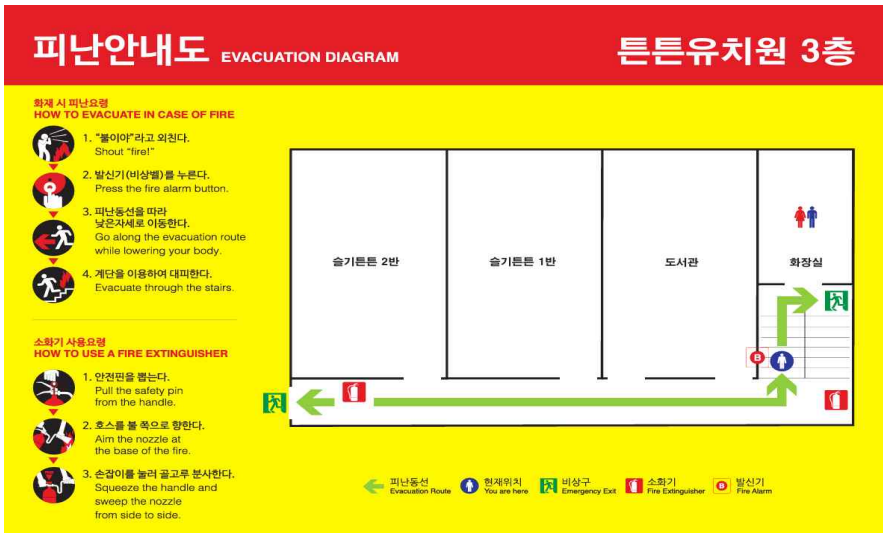 피난안내도 EVACUATION DIAGRAM
튼튼유치원 3층
화재 시 피난요령
HOW TO EVACUATE IN CASE OF FIRE
1. "불이야"라고 외친다.
Shout "fire!"
2. 발신기(비상벨)를 누른다.
Press the fire alarm button.
3. 피난동선을 따라
낮은자세로 이동한다.
Go along the evacuation route
while lowering your body.
4. 계단을 이용하여 대피한다.
Evacuate through the stairs.
소화기 사용요령
HOW TO USE A FIRE EXTINGUISHER
1. 안전핀을 뽑는다.
Pull the safety pin
from the handle.
2. 호스를 불 쪽으로 향한다.
Aim the nozzle at
the base of the fire.
3. 손잡이를 눌러 골고루 분사한다.
Squeeze the handle and
sweep the nozzle
from side to side.
슬기튼튼 2반
슬기튼튼 1반
도서관
화장실
B
피난동선
Evacuation Route
현재위치
You are here
비상구
Emergency Exit
소화기
Fire Extinguisher
B
발신기
Fire Alarm